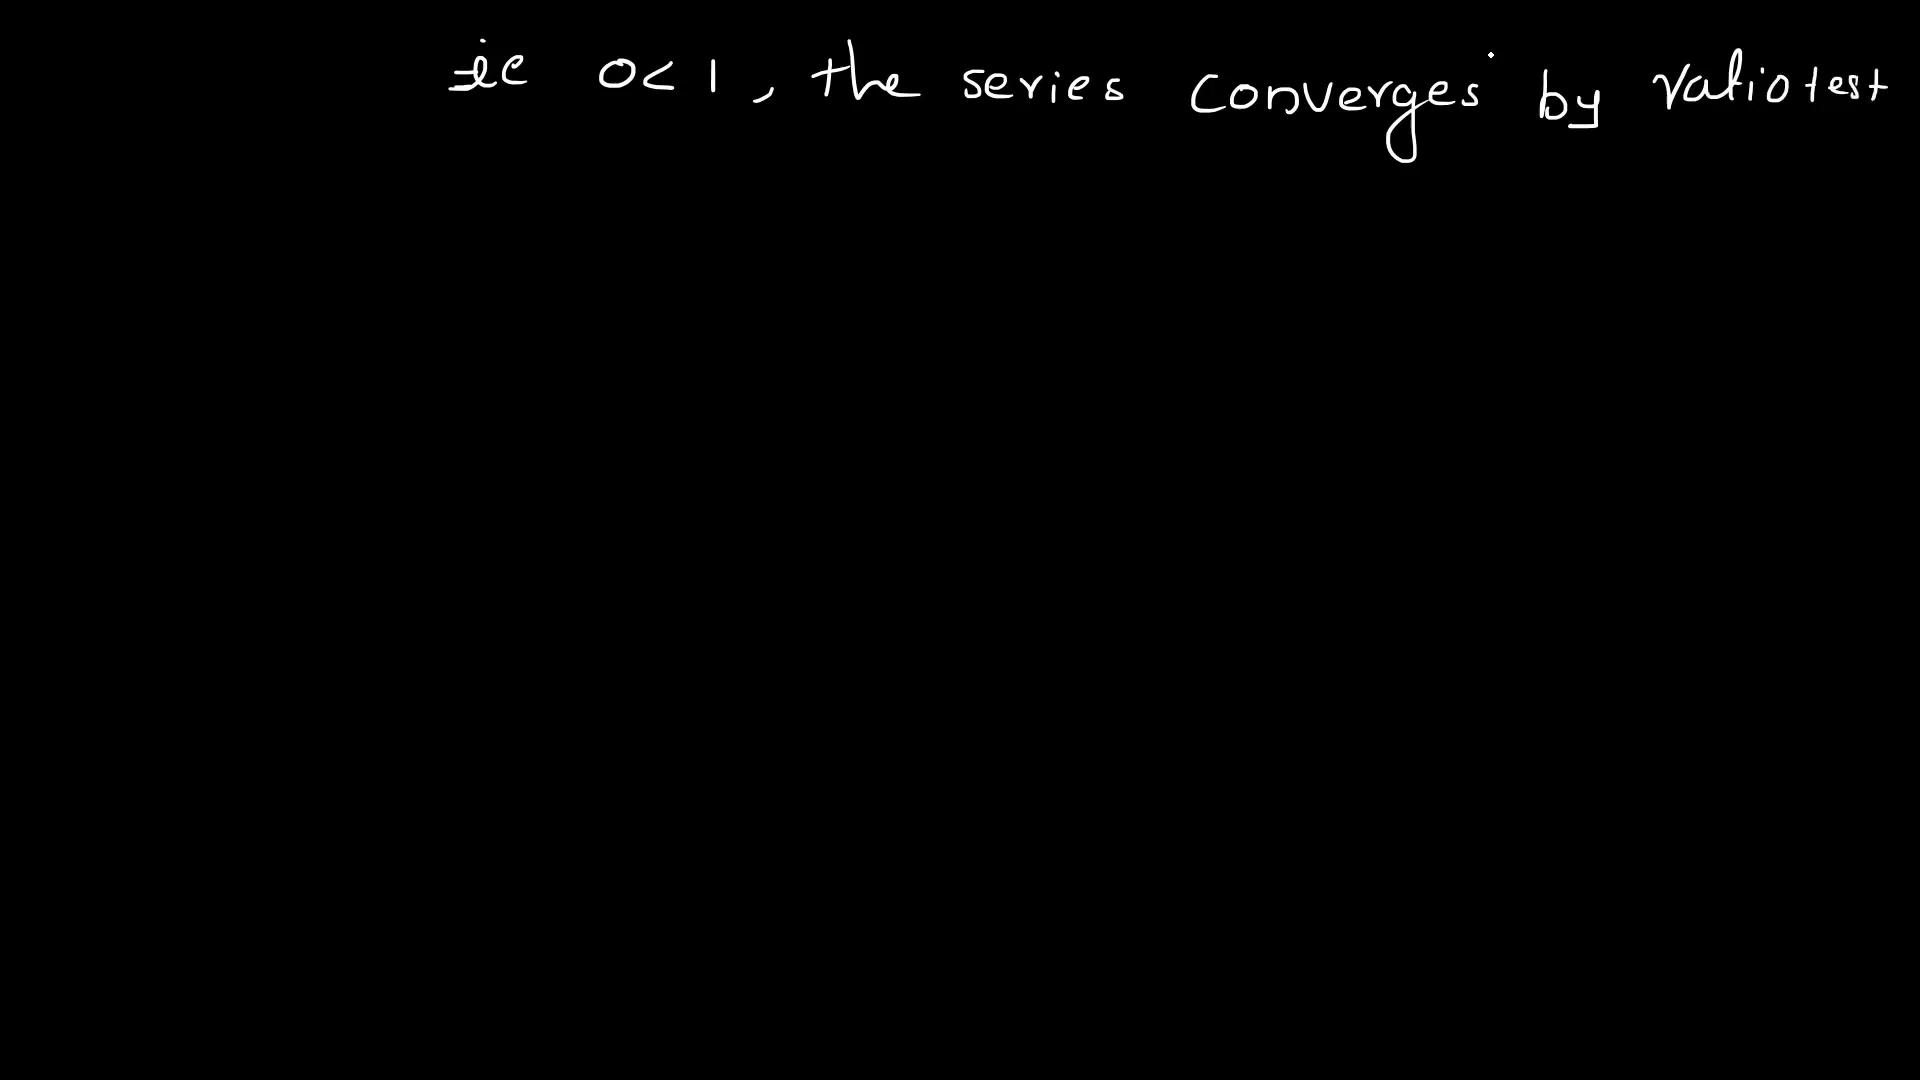 ie 0 < 1 , the series converges by ratio test